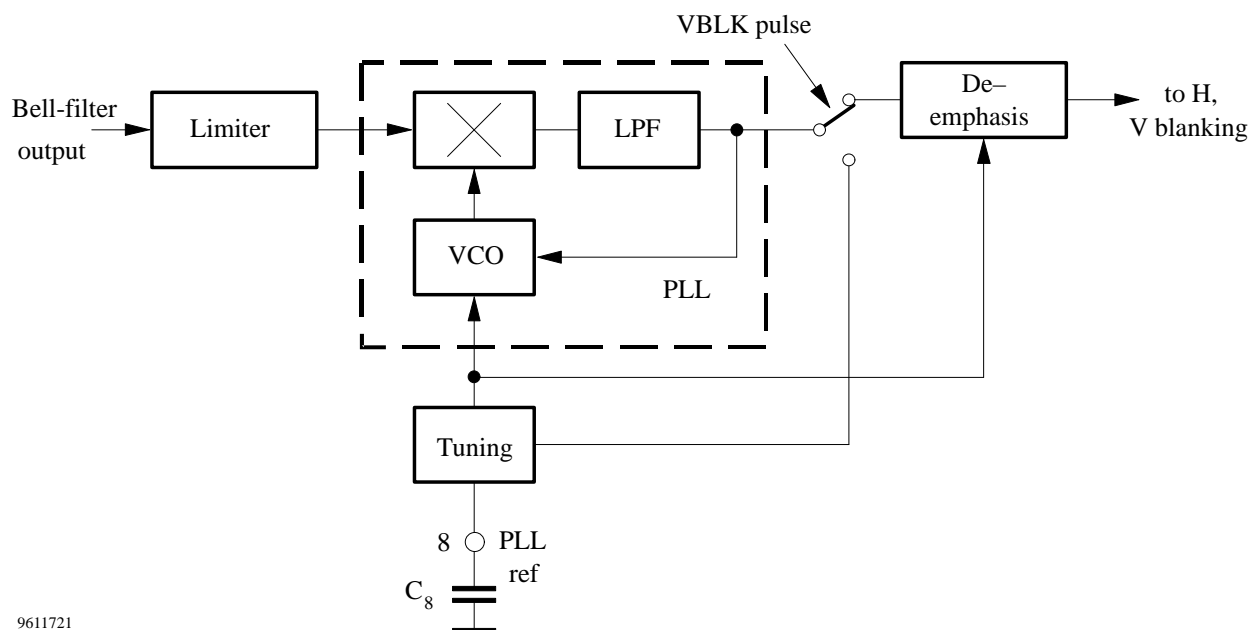 VBLK pulse
Bell-filter
output
Limiter
LPF
De–
emphasis
to H,
V blanking
VCO
PLL
Tuning
8
PLL
ref
C8
9611721